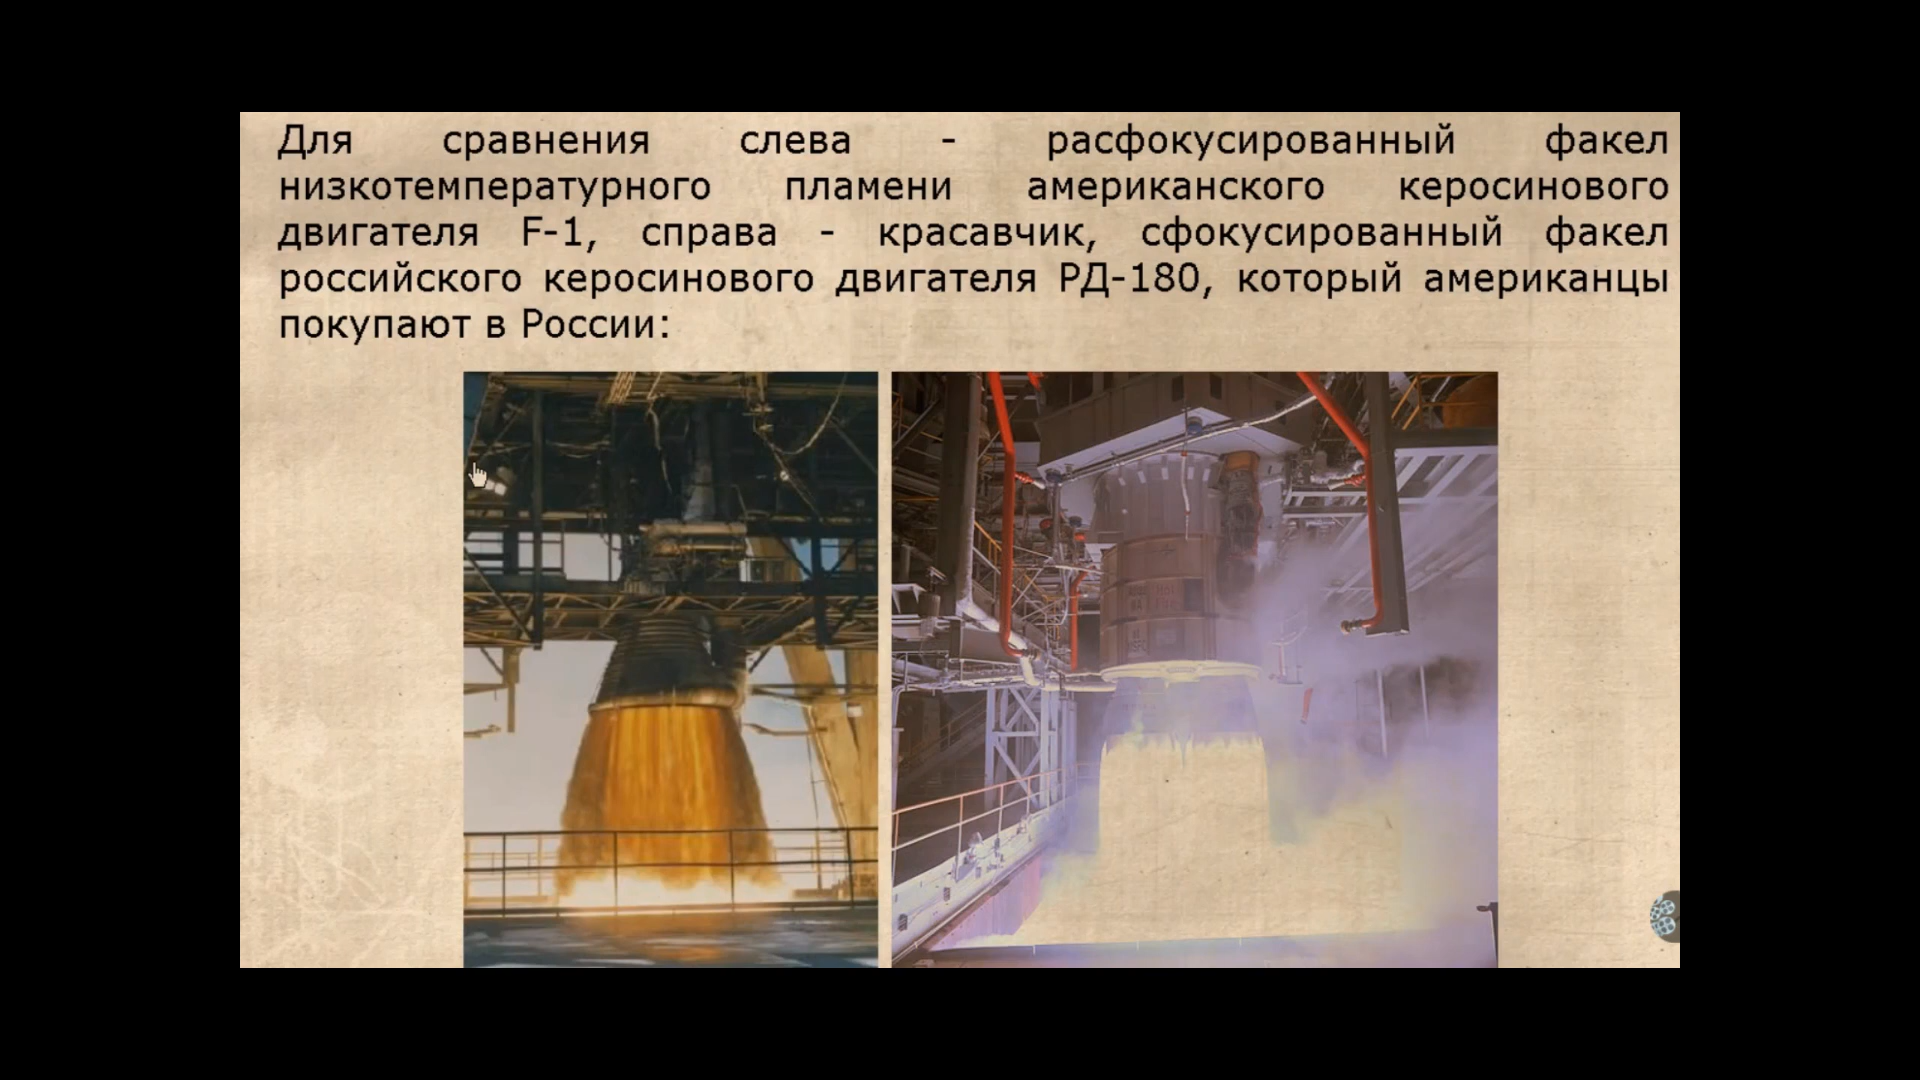 Для сравнения слева - расфокусированный факел
низкотемпературного пламени американского керосинового
двигателя F-1, справа - красавчик, сфокусированный факел
российского керосинового двигателя РД-180, который американцы
покупают в России: